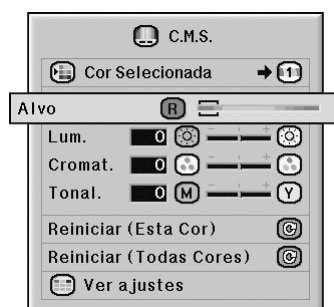 C.M.S.
Cor Selecionada 1
Alvo R
Lum. 0
Cromat. 0
Tonal. 0 M Y
Reiniciar (Esta Cor)
Reiniciar (Todas Cores)
Ver ajustes